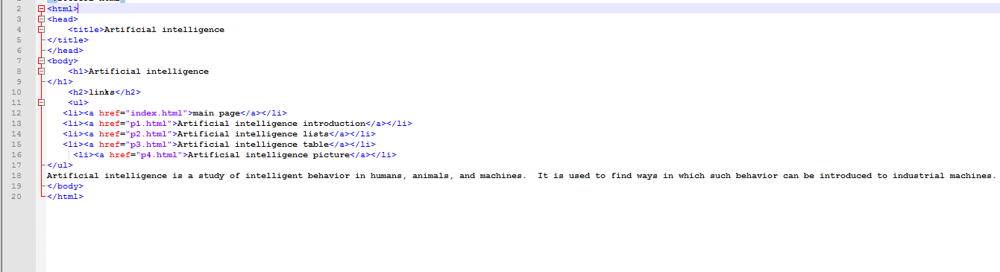 2 <html>
3 <head>
4 <title>Artificial intelligence
5 </title>
6 </head>
7 <body>
8 <h1>Artificial intelligence
9 </h1>
10 <h2>links</h2>
11 <ul>
12 <li><a href="index.html">main page</a></li>
13 <li><a href="p1.html">Artificial intelligence introduction</a></li>
14 <li><a href="p2.html">Artificial intelligence lists</a></li>
15 <li><a href="p3.html">Artificial intelligence table</a></li>
16 <li><a href="p4.html">Artificial intelligence picture</a></li>
17 </ul>
18 Artificial intelligence is a study of intelligent behavior in humans, animals, and machines.  It is used to find ways in which such behavior can be introduced to industrial machines.
19 </body>
20 </html>